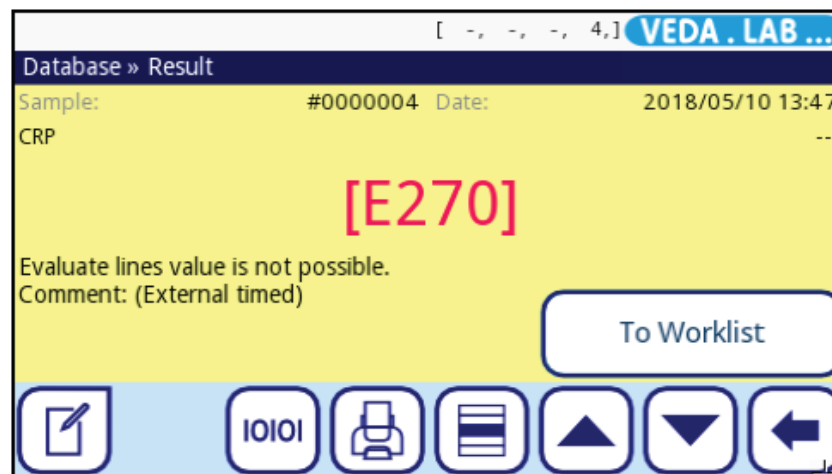 [ -, -, -, 4,] VEDA . LAB ...
Database » Result
Sample: #0000004 Date: 2018/05/10 13:47
CRP --
[E270]
Evaluate lines value is not possible.
Comment: (External timed)
To Worklist
IOIOI